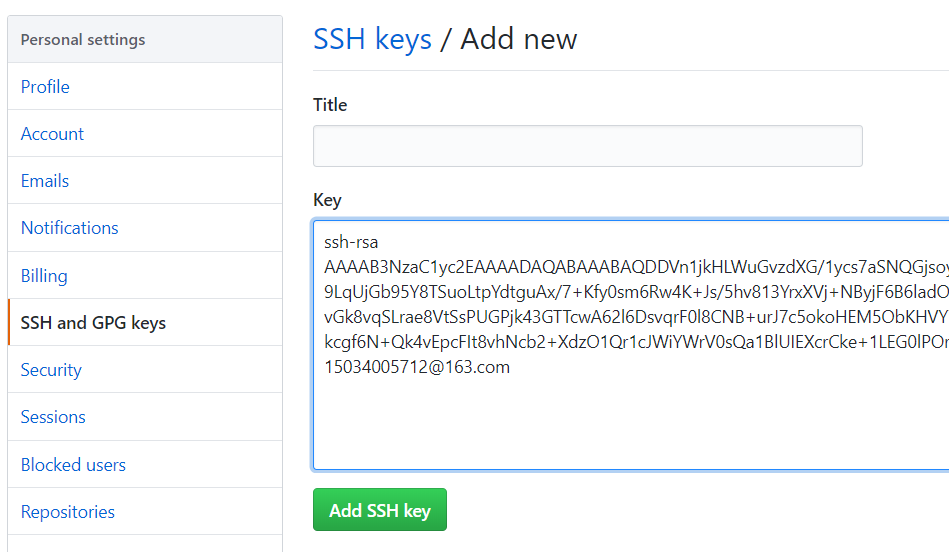 Personal settings
Profile
Account
Emails
Notifications
Billing
SSH and GPG keys
Security
Sessions
Blocked users
Repositories
SSH keys / Add new
Title
Key
ssh-rsa
AAAAB3NzaC1yc2EAAAADAQABAAABAQDDVn1jkHLWuGvzdXG/1ycs7aSNQGjsoy
9LqUjGb95Y8TSuoLtpYdtguAx/7+Kfy0sm6Rw4K+Js/5hv813YrxXVj+NByjF6B6ladO
vGk8vqSLrae8VtSsPUGPjk43GTTcwA62l6DsvqrF0l8CNB+urJ7c5okoHEM5ObKHVY
kcgf6N+Qk4vEpcFIt8vhNcb2+XdzO1Qr1cJWiYWrV0sQa1BlUIEXcrCke+1LEG0lPOr
15034005712@163.com
Add SSH key